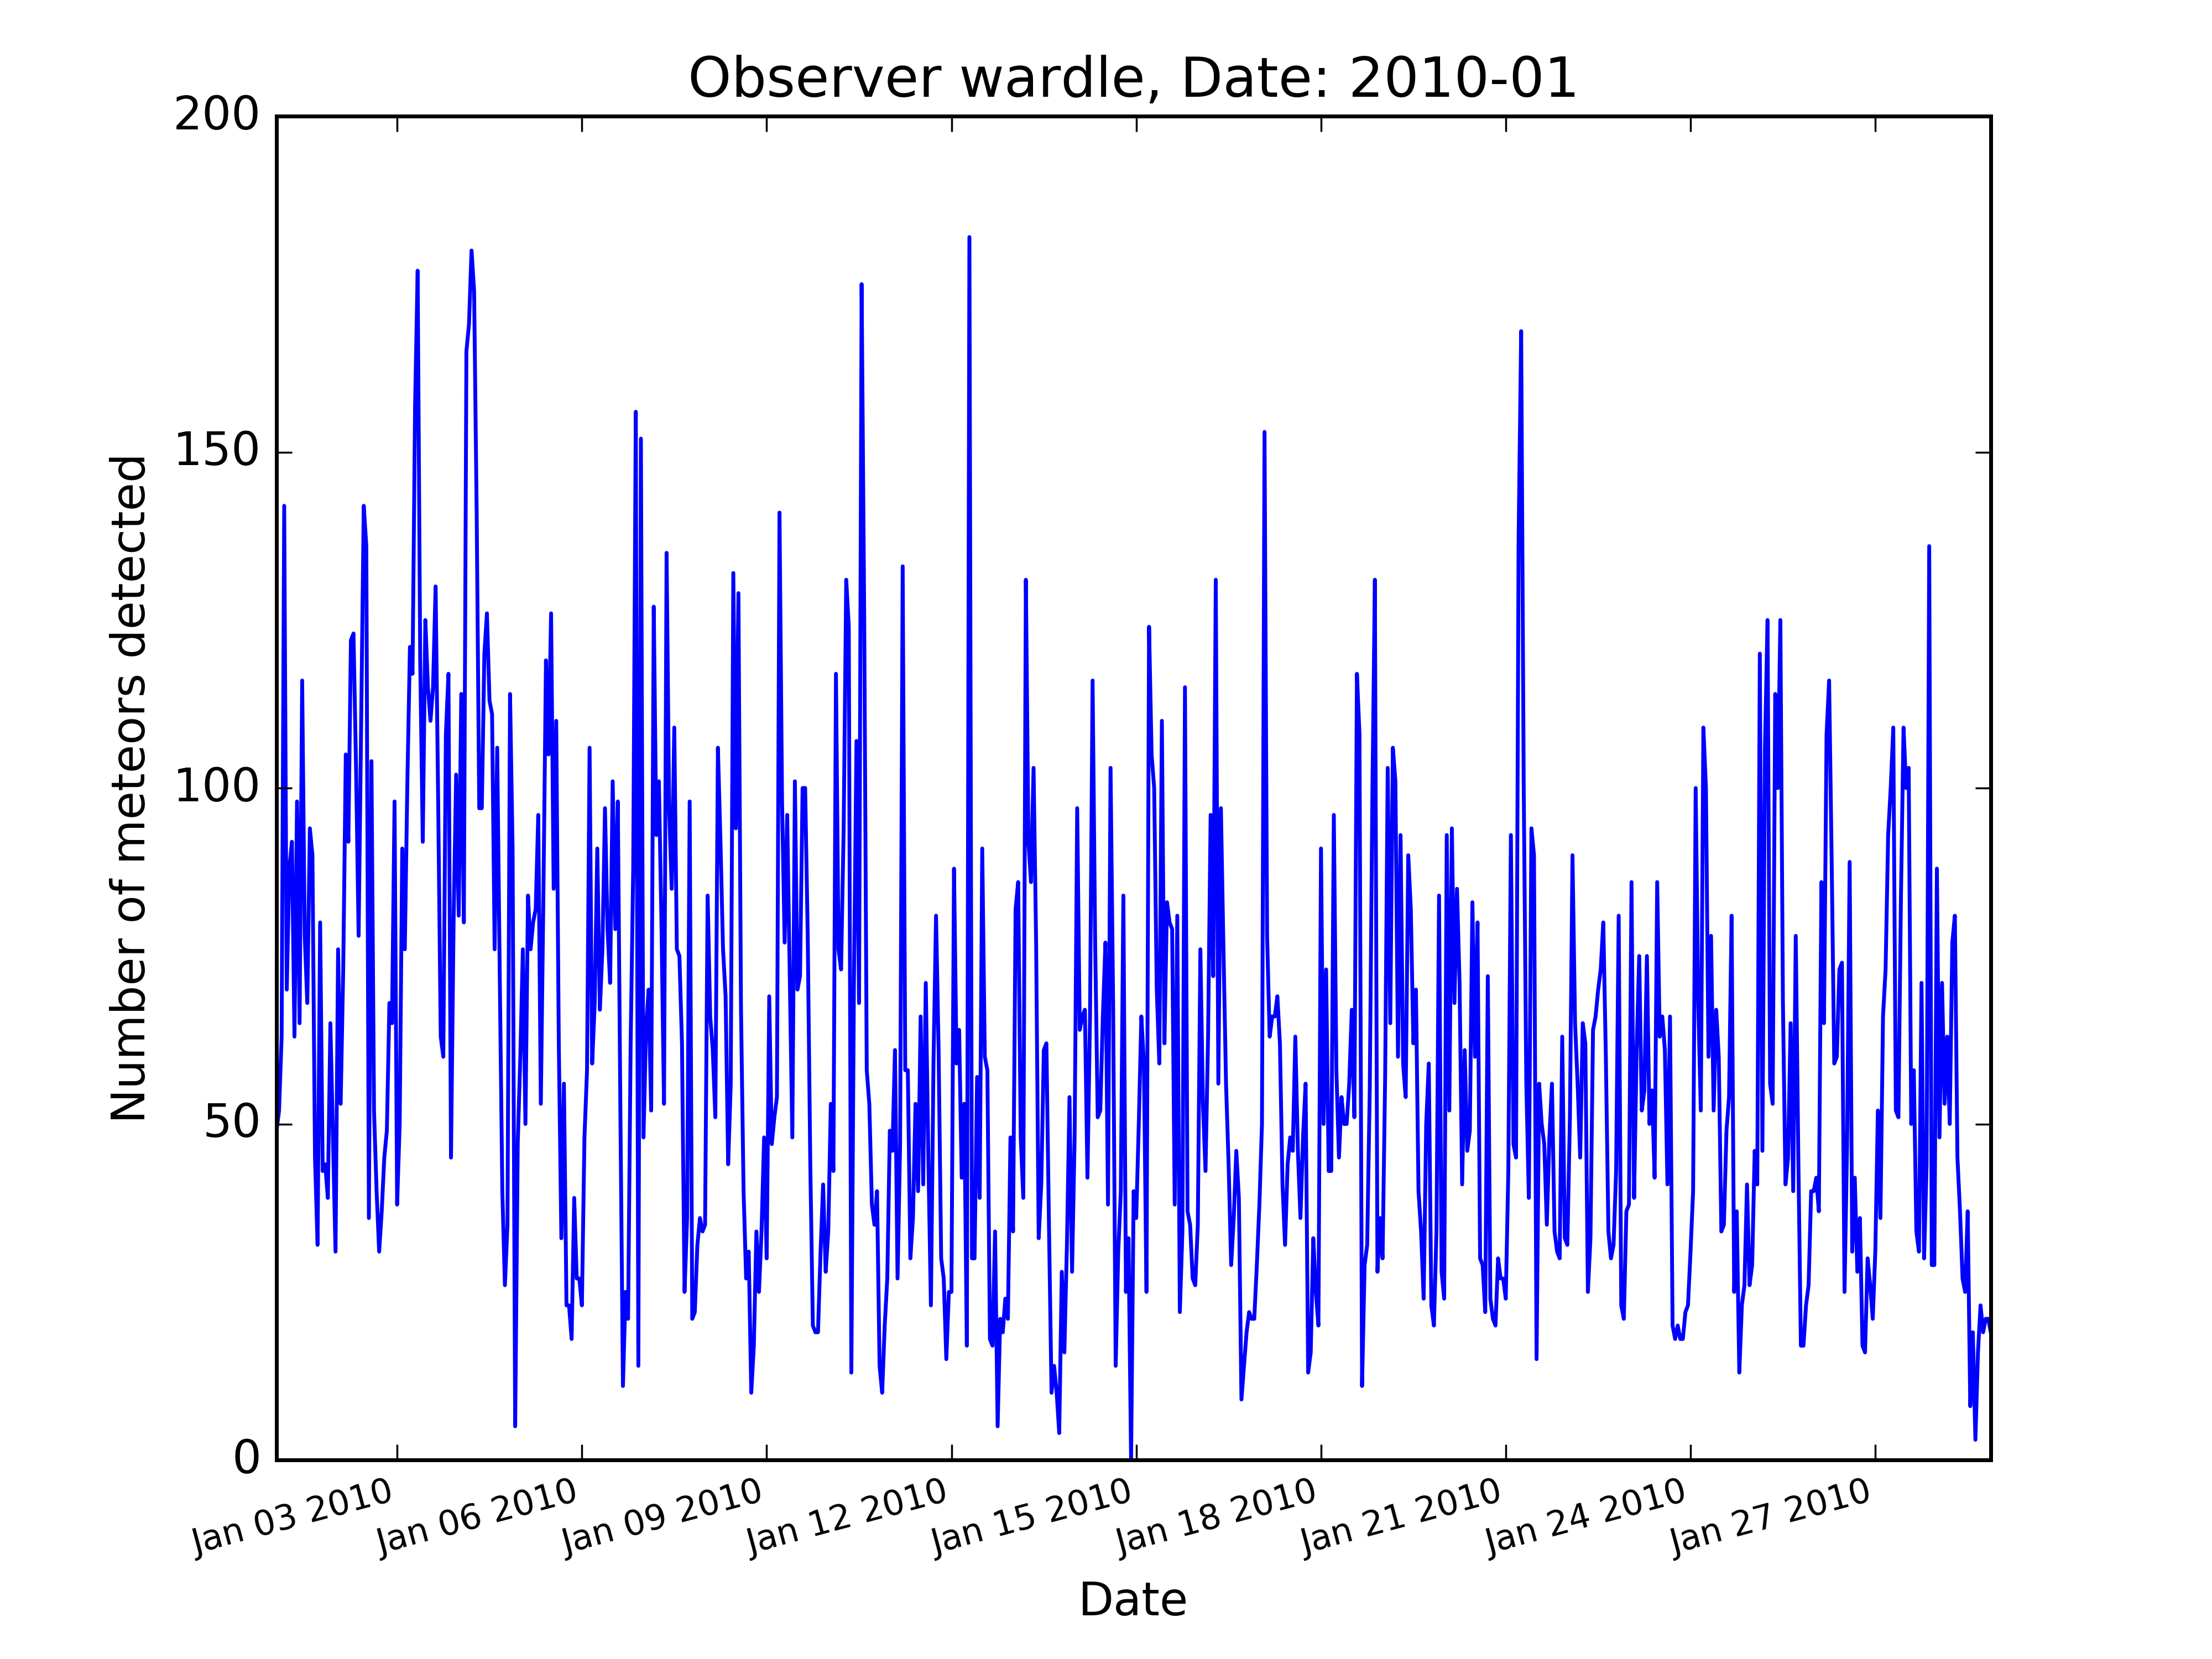 Observer wardle, Date: 2010-01
200
150
100
50
0
Number of meteors detected
Jan 03 2010
Jan 06 2010
Jan 09 2010
Jan 12 2010
Jan 15 2010
Jan 18 2010
Jan 21 2010
Jan 24 2010
Jan 27 2010
Date